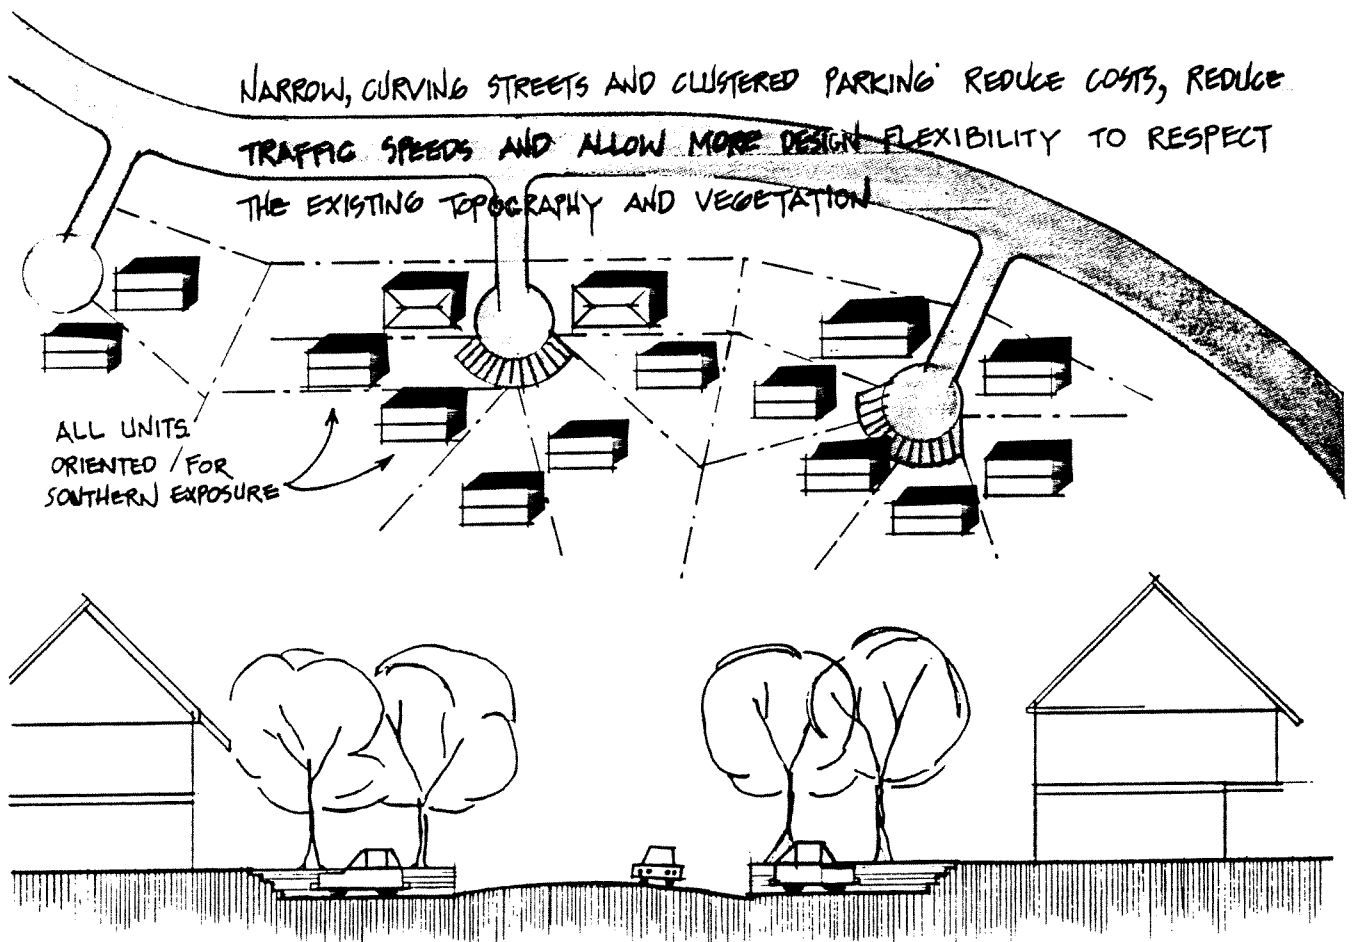 NARROW, CURVING STREETS AND CLUSTERED PARKING REDUCE COSTS, REDUCE
TRAFFIC SPEEDS AND ALLOW MORE DESIGN FLEXIBILITY TO RESPECT
THE EXISTING TOPOGRAPHY AND VEGETATION
ALL UNITS
ORIENTED FOR
SOUTHERN EXPOSURE